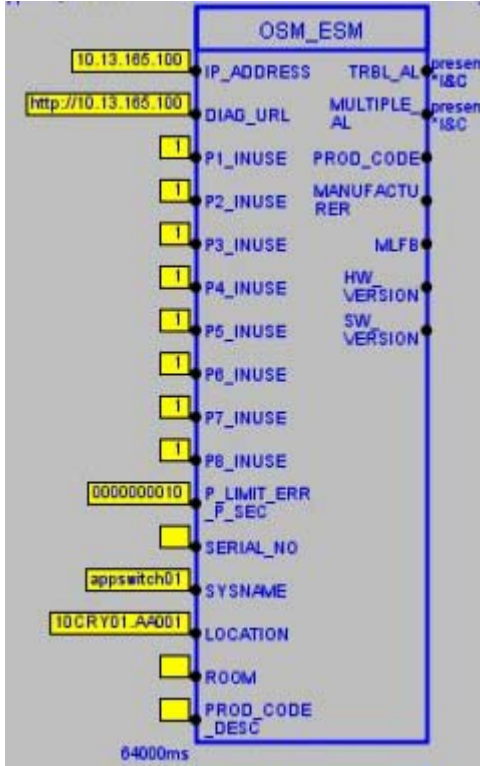 OSM_ESM
10.13.165.100
IP_ADDRESS
TRBL_AL
presen
*I&C
http://10.13.165.100
DIAG_URL
MULTIPLE_
AL
presen
*I&C
1
P1_INUSE
PROD_CODE
1
P2_INUSE
MANUFACTU
RER
1
P3_INUSE
MLFB
1
P4_INUSE
HW_
VERSION
1
P5_INUSE
SW_
VERSION
1
P6_INUSE
1
P7_INUSE
1
P8_INUSE
0000000010
P_LIMIT_ERR
_P_SEC
SERIAL_NO
appswitch01
SYSNAME
10CRY01.AA001
LOCATION
ROOM
PROD_CODE
_DESC
64000ms